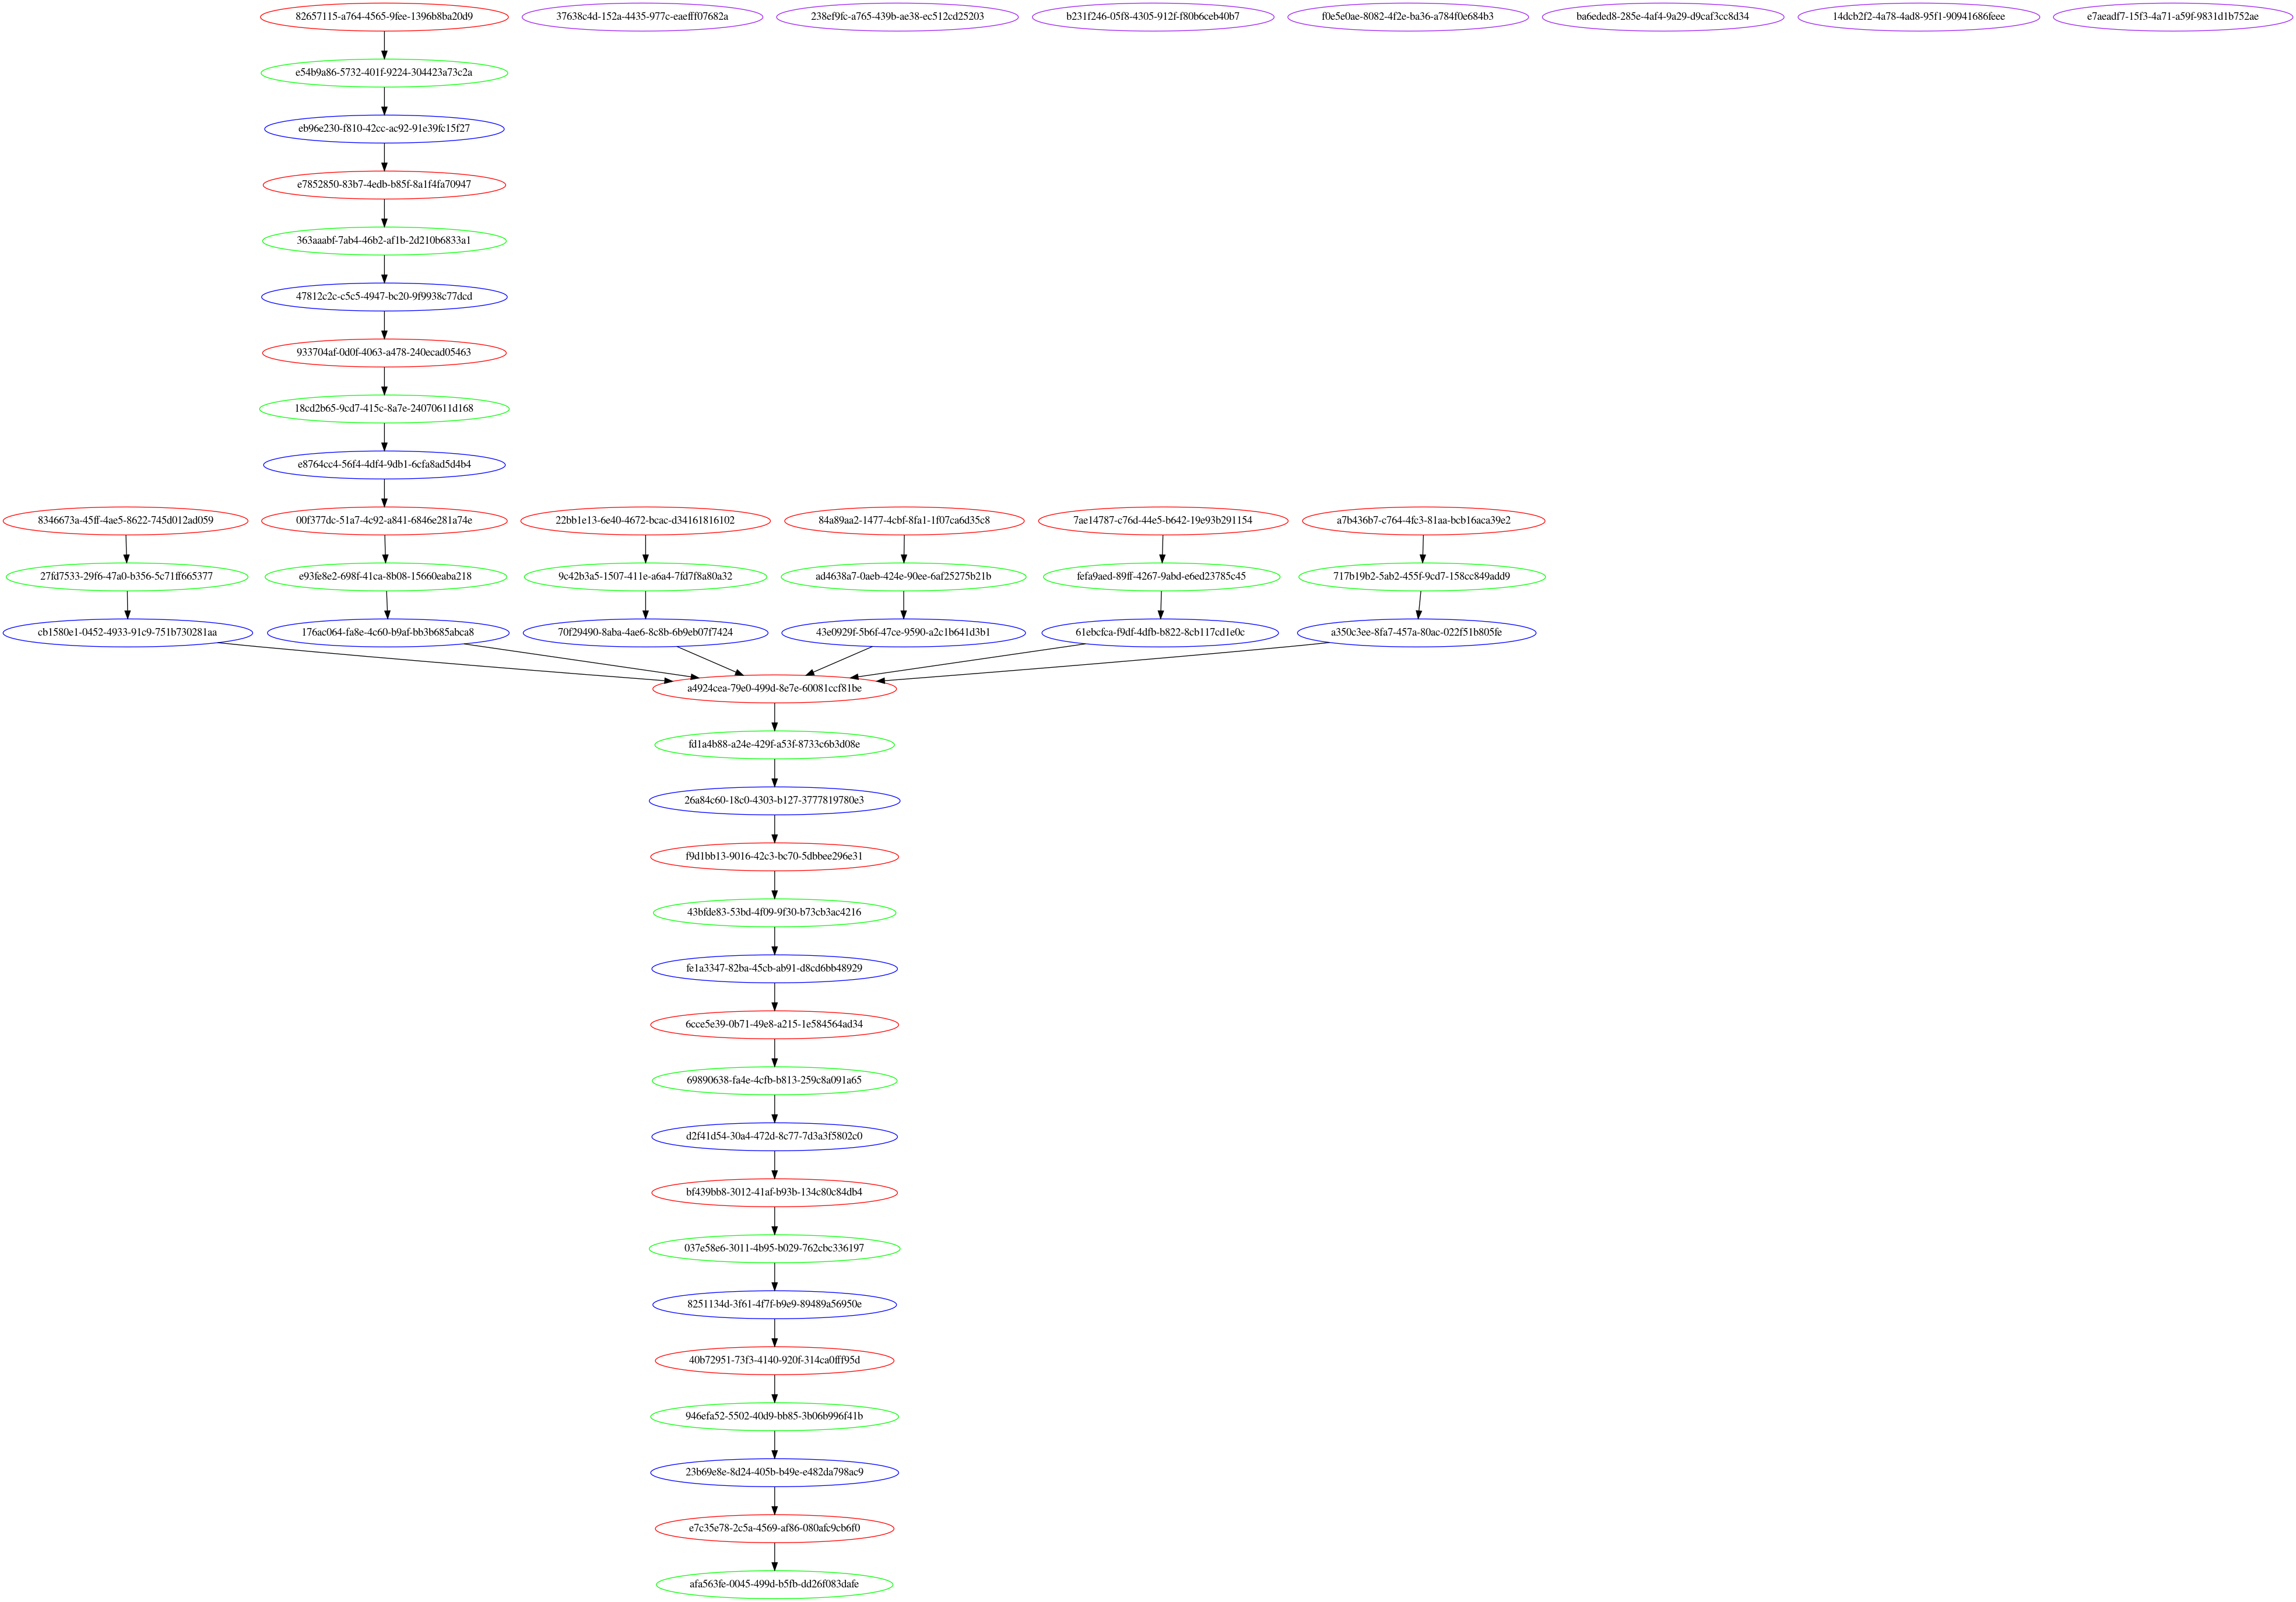 82657115-a764-4565-9fee-1396b8ba20d9
37638c4d-152a-4435-977c-eaefff07682a
238ef9fc-a765-439b-ae38-ec512cd25203
b231f246-05f8-4305-912f-f80b6ceb40b7
f0e5e0ae-8082-4f2e-ba36-a784f0e684b3
ba6eded8-285e-4af4-9a29-d9caf3cc8d34
14dcb2f2-4a78-4ad8-95f1-90941686feee
e7aeadf7-15f3-4a71-a59f-9831d1b752ae
e54b9a86-5732-401f-9224-304423a73c2a
eb96e230-f810-42cc-ac92-91e39fc15f27
e7852850-83b7-4edb-b85f-8a1f4fa70947
363aaabf-7ab4-46b2-af1b-2d210b6833a1
47812c2c-c5c5-4947-bc20-9f9938c77dcd
933704af-0d0f-4063-a478-240ecad05463
18cd2b65-9cd7-415c-8a7e-24070611d168
e8764cc4-56f4-4df4-9db1-6cfa8ad5d4b4
8346673a-45ff-4ae5-8622-745d012ad059
00f377dc-51a7-4c92-a841-6846e281a74e
22bb1e13-6e40-4672-bcac-d34161816102
84a89aa2-1477-4cbf-8fa1-1f07ca6d35c8
7ae14787-c76d-44e5-b642-19e93b291154
a7b436b7-c764-4fc3-81aa-bcb16aca39e2
27fd7533-29f6-47a0-b356-5c71ff665377
e93fe8e2-698f-41ca-8b08-15660eaba218
9c42b3a5-1507-411e-a6a4-7fd7f8a80a32
ad4638a7-0aeb-424e-90ee-6af25275b21b
fefa9aed-89ff-4267-9abd-e6ed23785c45
717b19b2-5ab2-455f-9cd7-158cc849add9
cb1580e1-0452-4933-91c9-751b730281aa
176ac064-fa8e-4c60-b9af-bb3b685abca8
70f29490-8aba-4ae6-8c8b-6b9eb07f7424
43e0929f-5b6f-47ce-9590-a2c1b641d3b1
61ebcfca-f9df-4dfb-b822-8cb117cd1e0c
a350c3ee-8fa7-457a-80ac-022f51b805fe
a4924cea-79e0-499d-8e7e-60081ccf81be
fd1a4b88-a24e-429f-a53f-8733c6b3d08e
26a84c60-18c0-4303-b127-3777819780e3
f9d1bb13-9016-42c3-bc70-5dbbee296e31
43bfde83-53bd-4f09-9f30-b73cb3ac4216
fe1a3347-82ba-45cb-ab91-d8cd6bb48929
6cce5e39-0b71-49e8-a215-1e584564ad34
69890638-fa4e-4cfb-b813-259c8a091a65
d2f41d54-30a4-472d-8c77-7d3a3f5802c0
bf439bb8-3012-41af-b93b-134c80c84db4
037e58e6-3011-4b95-b029-762cbc336197
8251134d-3f61-4f7f-b9e9-89489a56950e
40b72951-73f3-4140-920f-314ca0fff95d
946efa52-5502-40d9-bb85-3b06b996f41b
23b69e8e-8d24-405b-b49e-e482da798ac9
e7c35e78-2c5a-4569-af86-080afc9cb6f0
afa563fe-0045-499d-b5fb-dd26f083dafe